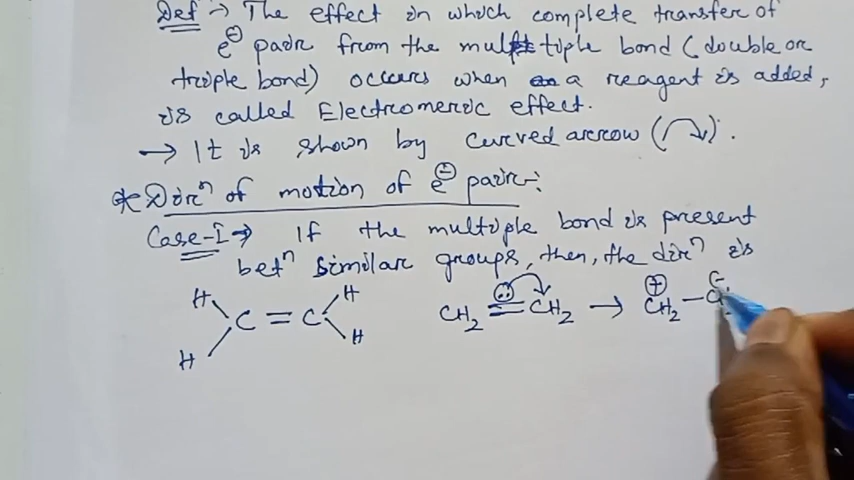 Def → The effect in which complete transfer of
e⊖ pair from the multiple bond (double or
triple bond) occurs when a reagent is added,
is called Electromeric effect.
→ It is shown by curved arrow (↷).
* Dirⁿ of motion of e⊖ pair:
Case-I → If the multiple bond is present
betⁿ similar groups, then, the dirⁿ is
H H
C = C CH₂ = CH₂ → ⊕CH₂ – C
H H